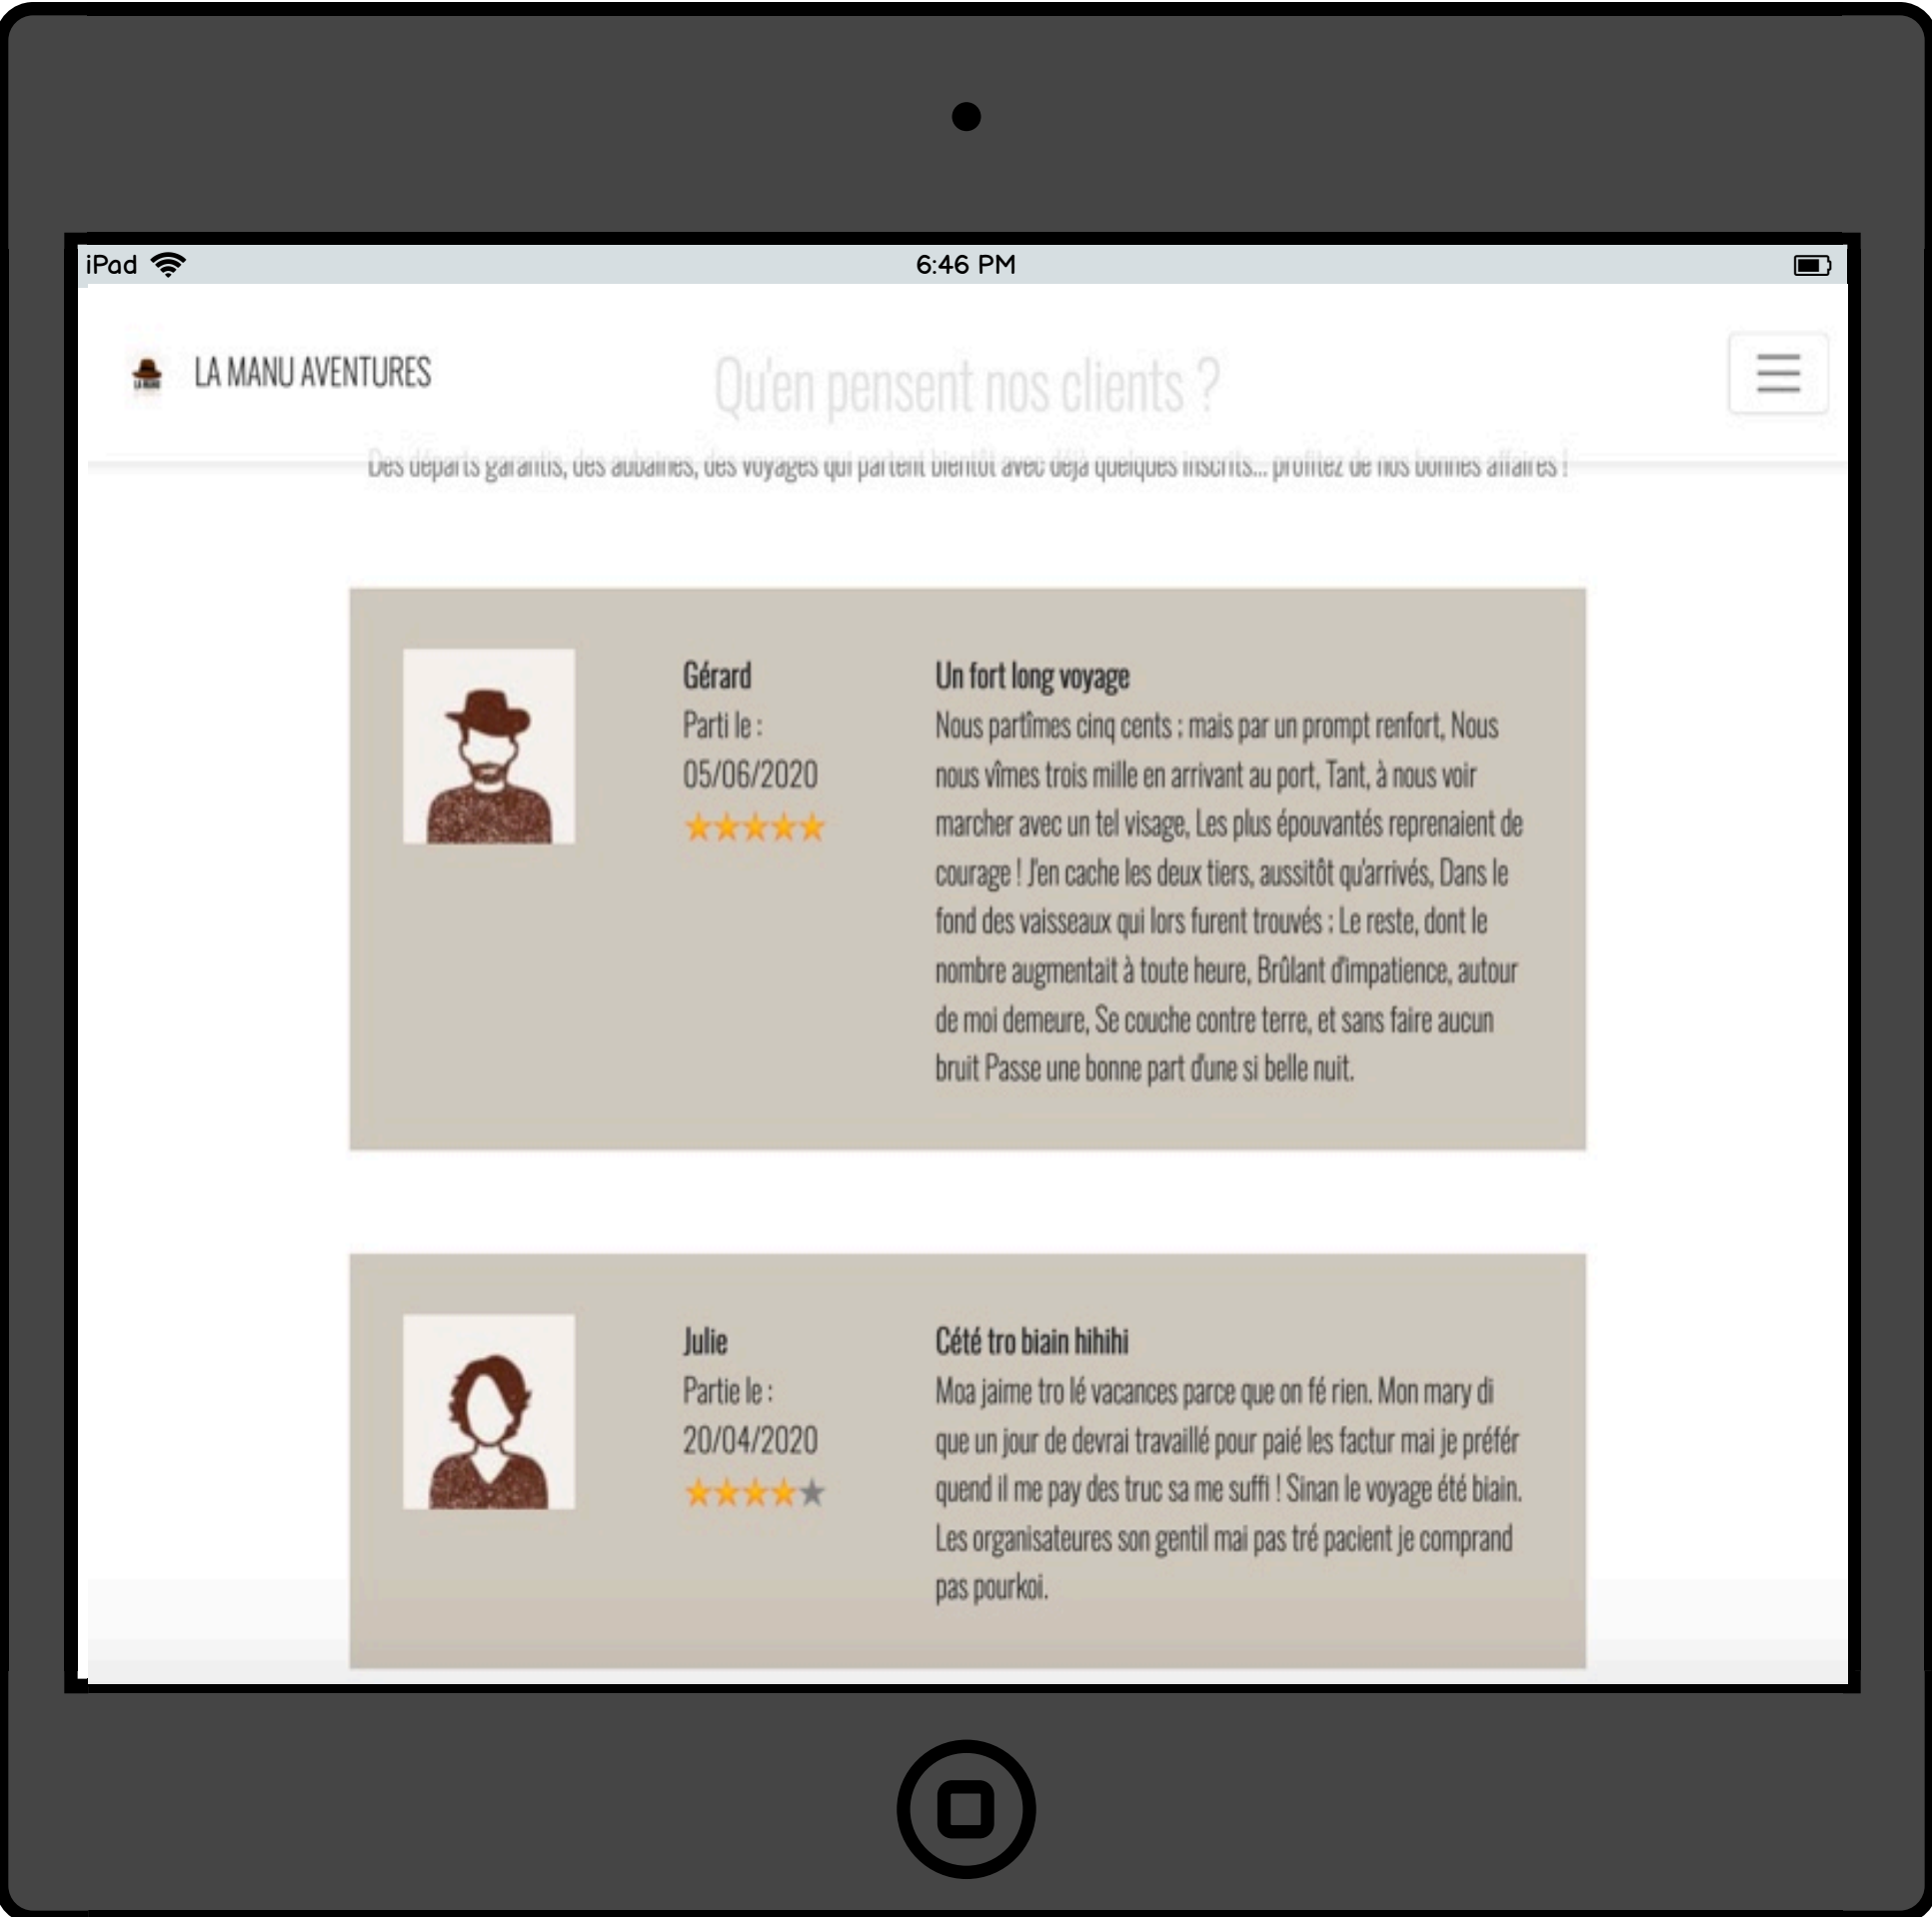 iPad
6:46 PM
LA MANU
LA MANU AVENTURES
Qu'en pensent nos clients ?
Des départs garantis, des aubaines, des voyages qui partent bientôt avec déjà quelques inscrits... profitez de nos bonnes affaires !
Gérard
Parti le :
05/06/2020
Un fort long voyage
Nous partîmes cinq cents ; mais par un prompt renfort, Nous
nous vîmes trois mille en arrivant au port, Tant, à nous voir
marcher avec un tel visage, Les plus épouvantés reprenaient de
courage ! J'en cache les deux tiers, aussitôt qu'arrivés, Dans le
fond des vaisseaux qui lors furent trouvés ; Le reste, dont le
nombre augmentait à toute heure, Brûlant d'impatience, autour
de moi demeure, Se couche contre terre, et sans faire aucun
bruit Passe une bonne part d'une si belle nuit.
Julie
Partie le :
20/04/2020
Cété tro biain hihihi
Moa jaime tro lé vacances parce que on fé rien. Mon mary di
que un jour de devrai travaillé pour paié les factur mai je préfér
quend il me pay des truc sa me suffi ! Sinan le voyage été biain.
Les organisateures son gentil mai pas tré pacient je comprand
pas pourkoi.